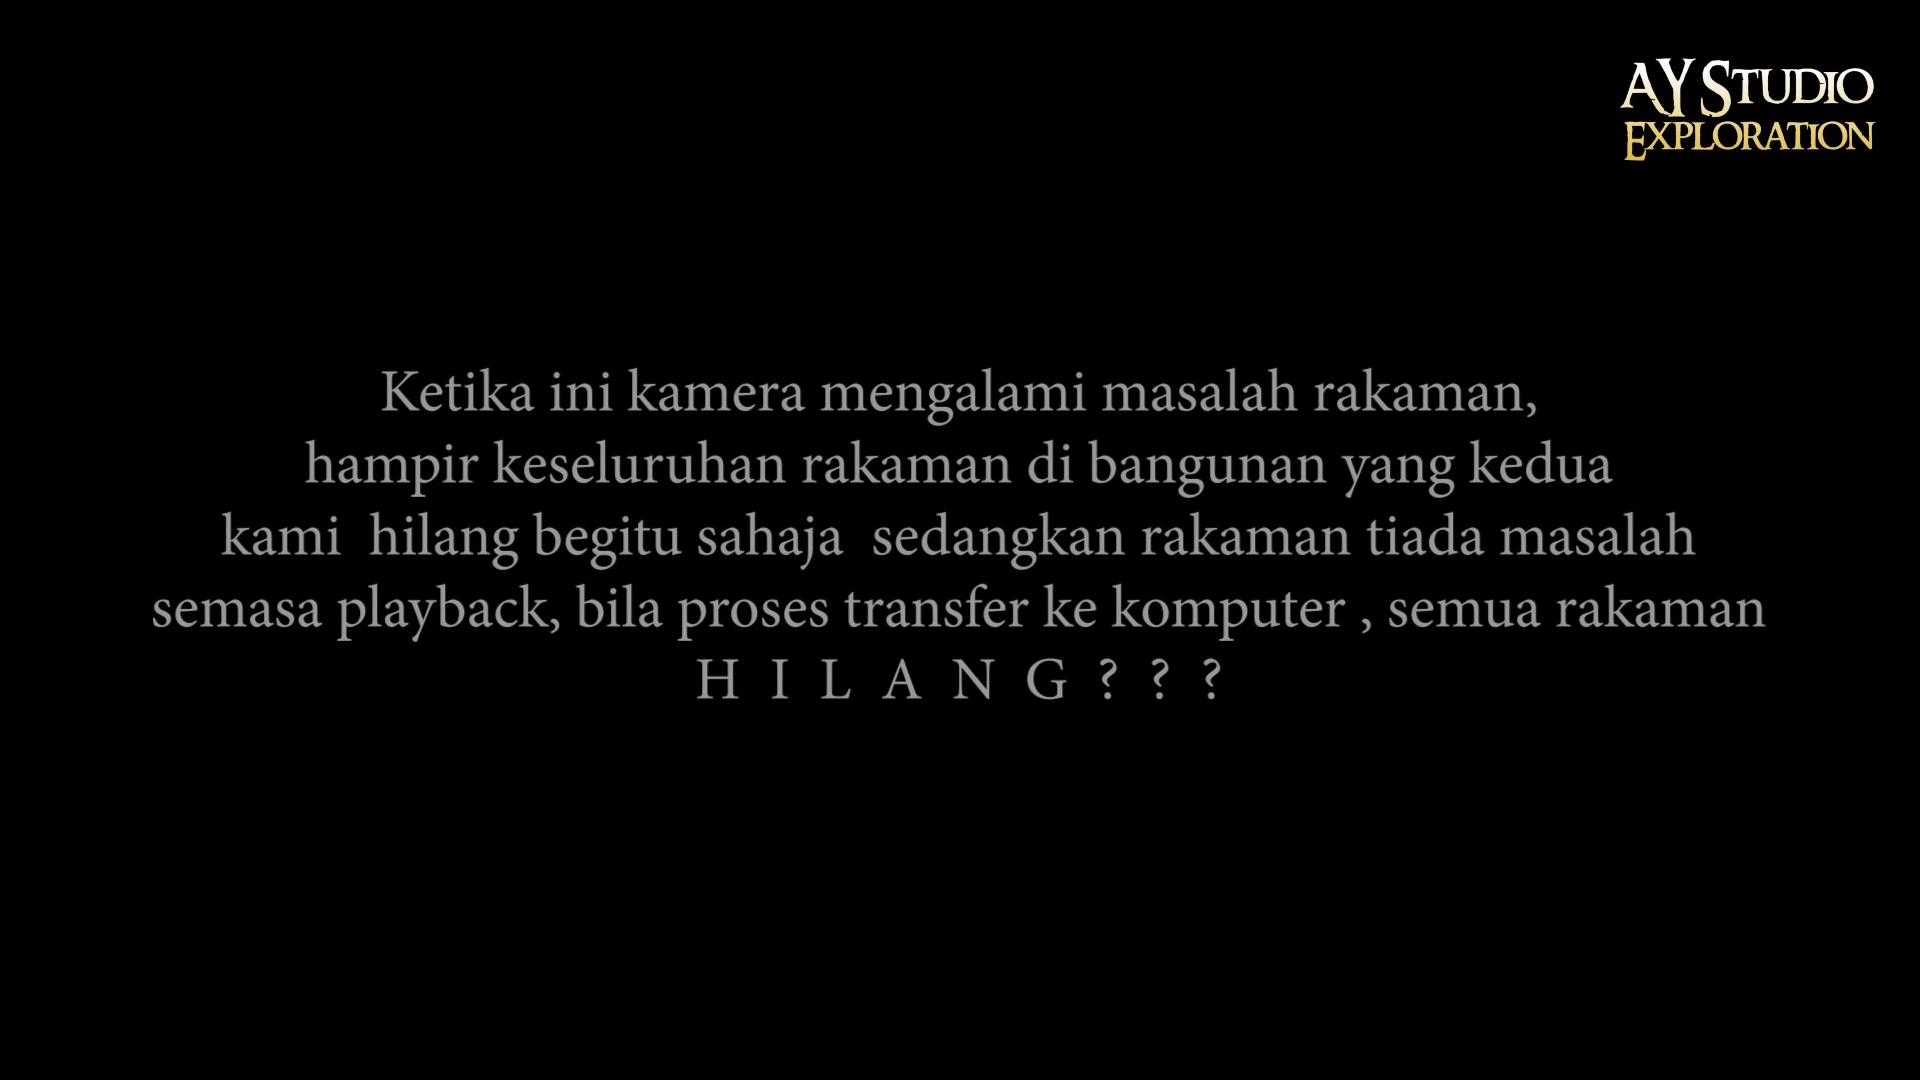 AY STUDIO
EXPLORATION
Ketika ini kamera mengalami masalah rakaman,
hampir keseluruhan rakaman di bangunan yang kedua
kami  hilang begitu sahaja  sedangkan rakaman tiada masalah
semasa playback, bila proses transfer ke komputer , semua rakaman
H I L A N G ? ? ?